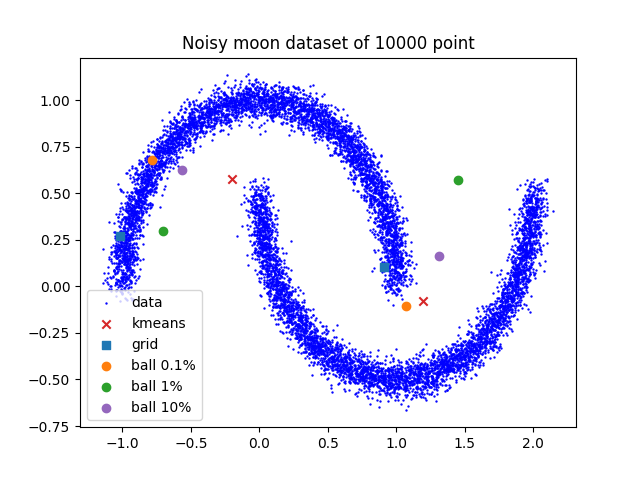 Noisy moon dataset of 10000 point
1.00
0.75
0.50
0.25
0.00
−0.25
−0.50
−0.75
data
kmeans
grid
ball 0.1%
ball 1%
ball 10%
−1.0 −0.5 0.0 0.5 1.0 1.5 2.0